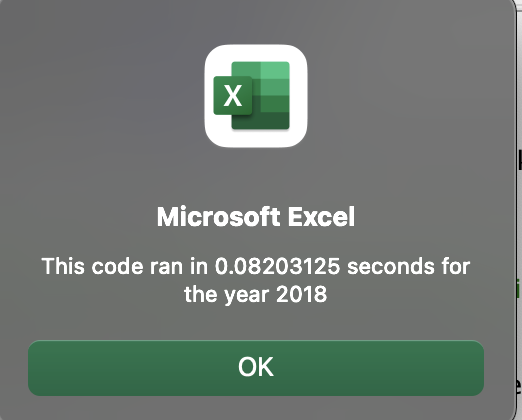 X
Microsoft Excel
This code ran in 0.08203125 seconds for
the year 2018
OK